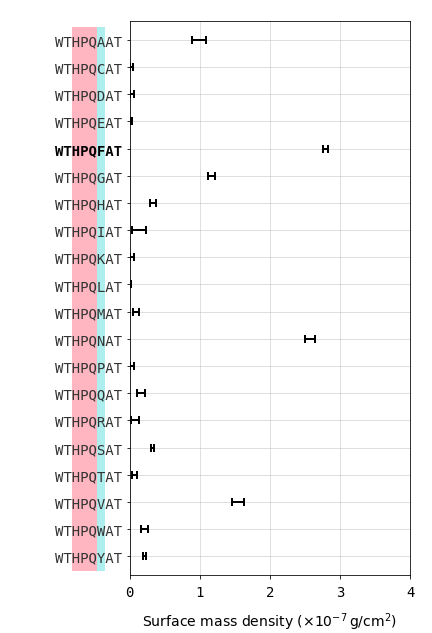 WTHPQAAT
WTHPQCAT
WTHPQDAT
WTHPQEAT
WTHPQFAT
WTHPQGAT
WTHPQHAT
WTHPQIAT
WTHPQKAT
WTHPQLAT
WTHPQMAT
WTHPQNAT
WTHPQPAT
WTHPQQAT
WTHPQRAT
WTHPQSAT
WTHPQTAT
WTHPQVAT
WTHPQWAT
WTHPQYAT
0 1 2 3 4
Surface mass density (×10⁻⁷ g/cm²)